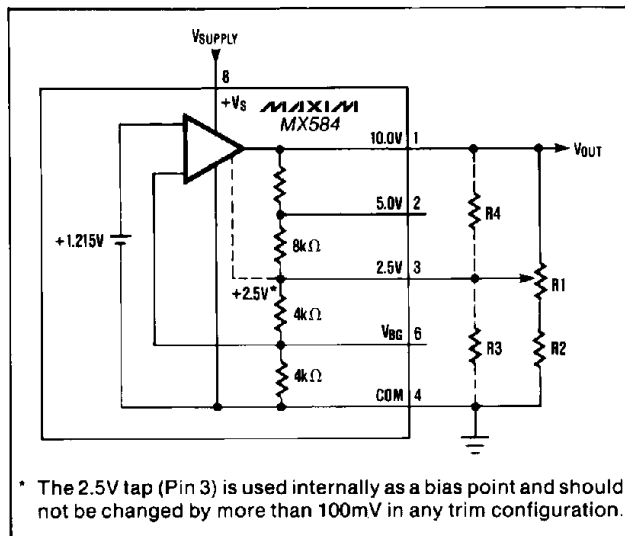 VSUPPLY
8
+VS
MAXIM
MX584
10.0V 1
VOUT
5.0V 2
R4
8kΩ
+1.215V
2.5V 3
+2.5V*
R1
4kΩ
VBG 6
R3
R2
4kΩ
COM 4
* The 2.5V tap (Pin 3) is used internally as a bias point and should
not be changed by more than 100mV in any trim configuration.